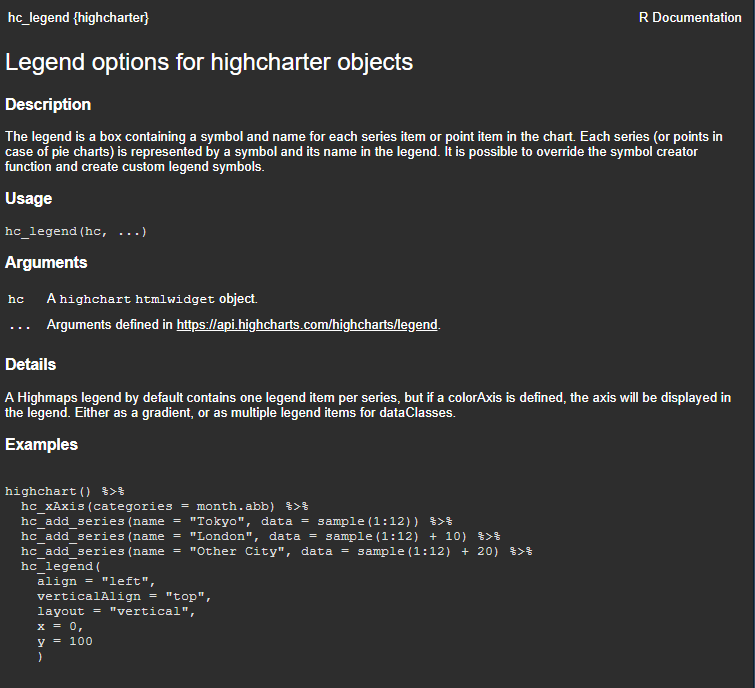 hc_legend {highcharter} R Documentation
Legend options for highcharter objects
Description
The legend is a box containing a symbol and name for each series item or point item in the chart. Each series (or points in
case of pie charts) is represented by a symbol and its name in the legend. It is possible to override the symbol creator
function and create custom legend symbols.
Usage
hc_legend(hc, ...)
Arguments
hc A highchart htmlwidget object.
... Arguments defined in https://api.highcharts.com/highcharts/legend.
Details
A Highmaps legend by default contains one legend item per series, but if a colorAxis is defined, the axis will be displayed in
the legend. Either as a gradient, or as multiple legend items for dataClasses.
Examples
highchart() %>%
  hc_xAxis(categories = month.abb) %>%
  hc_add_series(name = "Tokyo", data = sample(1:12)) %>%
  hc_add_series(name = "London", data = sample(1:12) + 10) %>%
  hc_add_series(name = "Other City", data = sample(1:12) + 20) %>%
  hc_legend(
    align = "left",
    verticalAlign = "top",
    layout = "vertical",
    x = 0,
    y = 100
    )